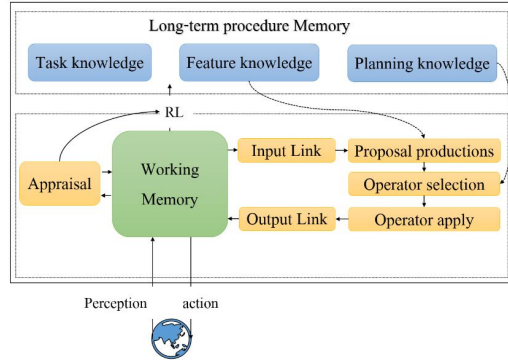 Long-term procedure Memory
Task knowledge
Feature knowledge
Planning knowledge
RL
Appraisal
Working
Memory
Input Link
Proposal productions
Operator selection
Output Link
Operator apply
Perception
action